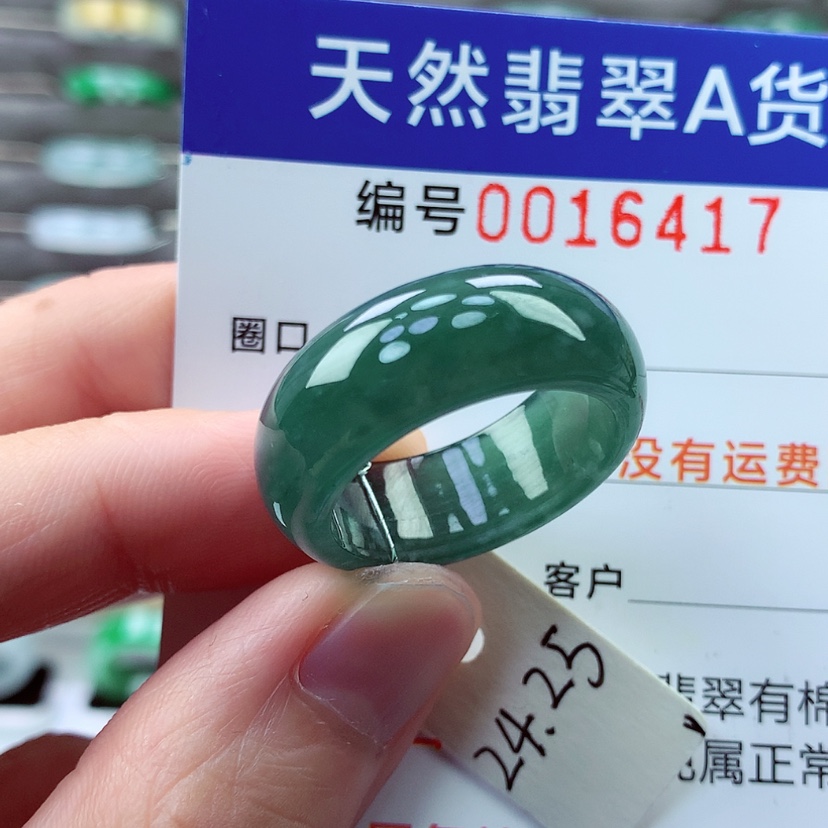 天然翡翠A货
编号0016417
圈口
没有运费
客户
24.25
翠有棉
属正常